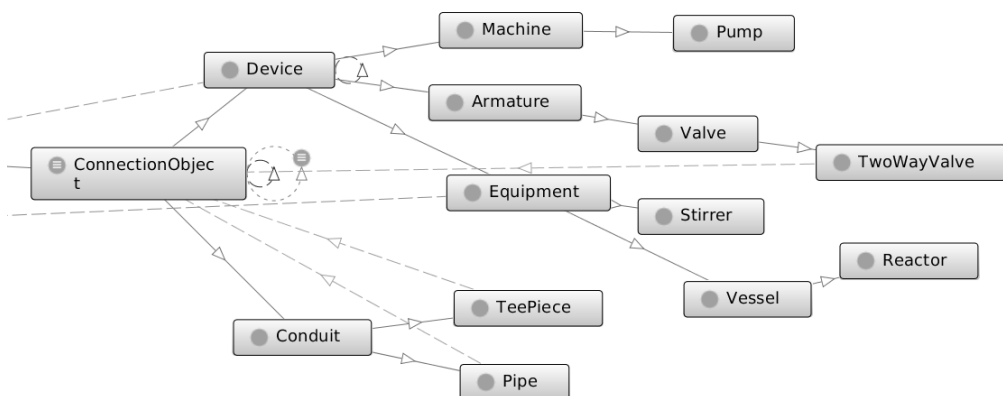 Machine
Pump
Device
Armature
Valve
ConnectionObjec
t
TwoWayValve
Equipment
Stirrer
Reactor
Vessel
TeePiece
Conduit
Pipe